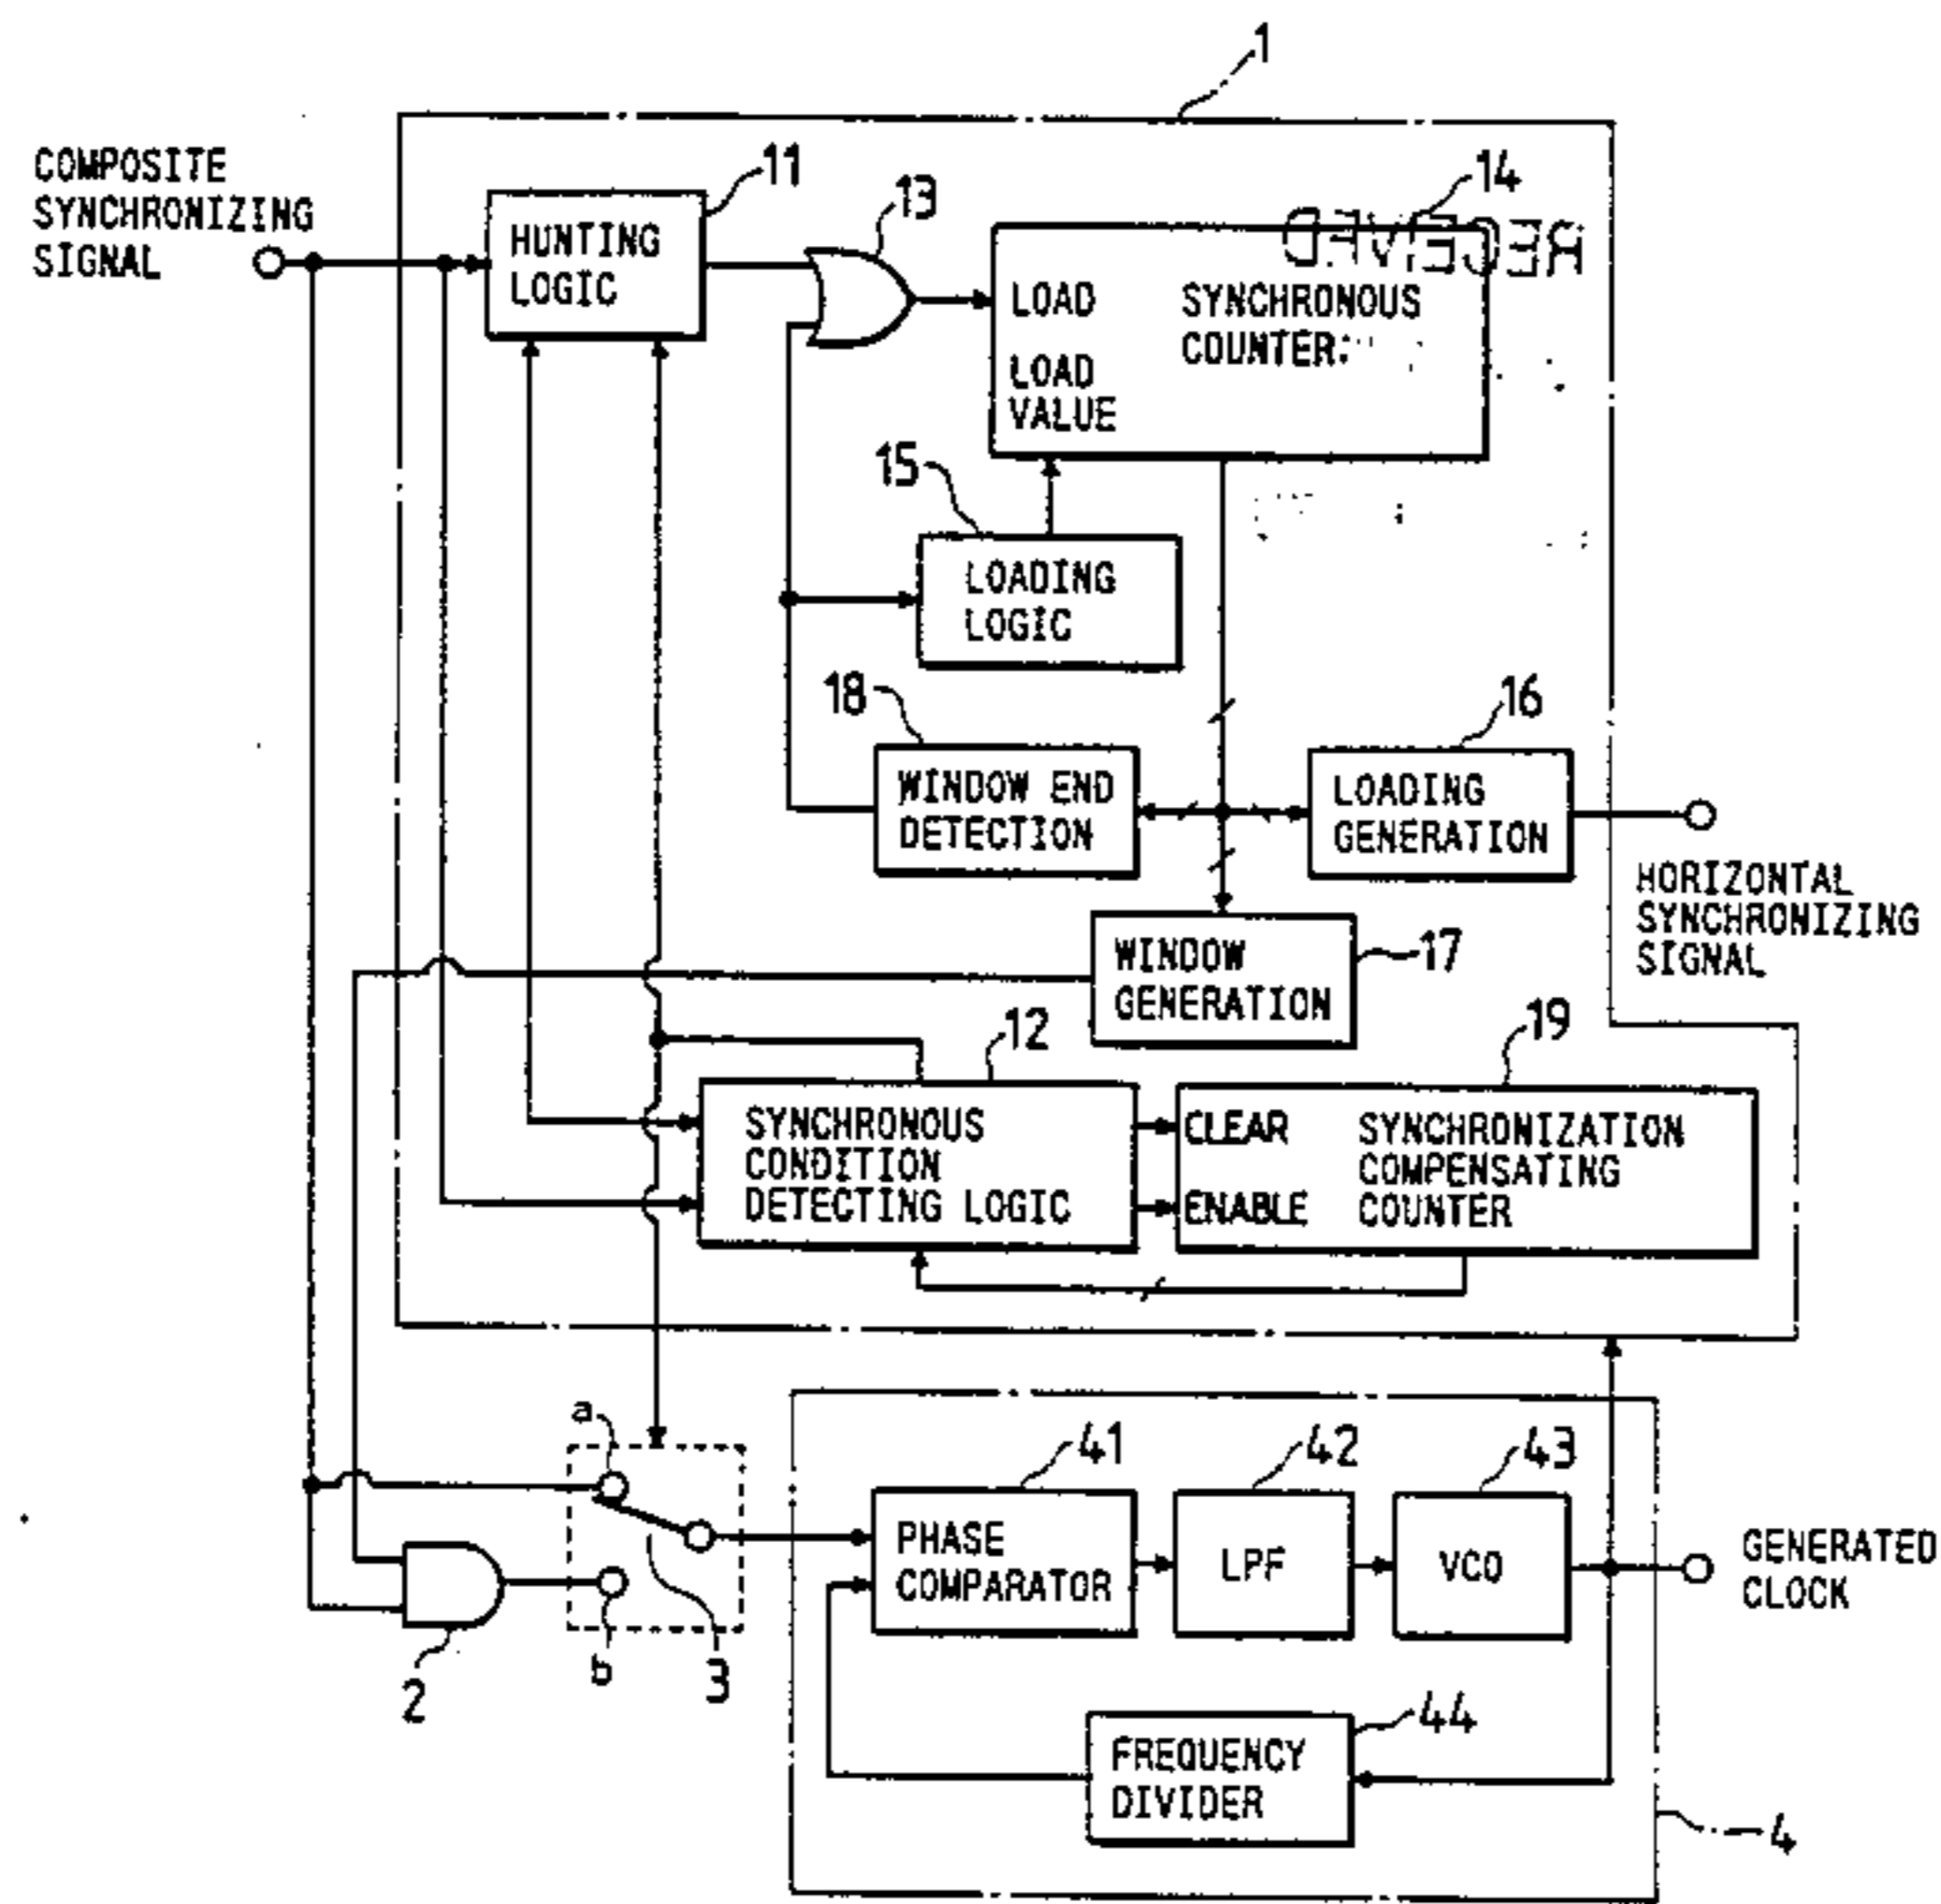 1
COMPOSITE
SYNCHRONIZING
SIGNAL
11
HUNTING
LOGIC
13
14
RECEIVED
LOAD
SYNCHRONOUS
COUNTER
LOAD
VALUE
15
LOADING
LOGIC
18
WINDOW END
DETECTION
16
LOADING
GENERATION
HORIZONTAL
SYNCHRONIZING
SIGNAL
WINDOW
GENERATION
17
12
SYNCHRONOUS
CONDITION
DETECTING LOGIC
19
CLEAR
ENABLE
SYNCHRONIZATION
COMPENSATING
COUNTER
a
b
2
3
41
PHASE
COMPARATOR
42
LPF
43
VCO
GENERATED
CLOCK
44
FREQUENCY
DIVIDER
4